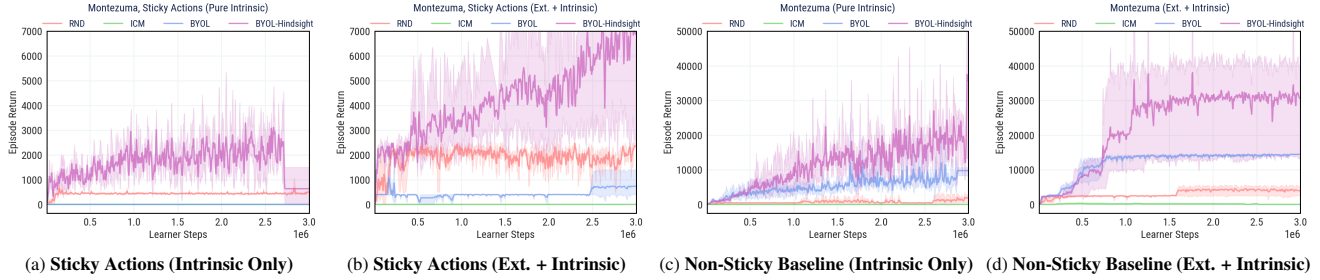 Montezuma, Sticky Actions (Pure Intrinsic)
RND ICM BYOL BYOL-Hindsight
7000
6000
5000
4000
3000
2000
1000
0
Episode Return
0.5 1.0 1.5 2.0 2.5 3.0
1e6
Learner Steps
(a) Sticky Actions (Intrinsic Only)
Montezuma, Sticky Actions (Ext. + Intrinsic)
RND ICM BYOL BYOL-Hindsight
7000
6000
5000
4000
3000
2000
1000
0
Episode Return
0.5 1.0 1.5 2.0 2.5 3.0
1e6
Learner Steps
(b) Sticky Actions (Ext. + Intrinsic)
Montezuma (Pure Intrinsic)
RND ICM BYOL BYOL-Hindsight
50000
40000
30000
20000
10000
0
Episode Return
0.5 1.0 1.5 2.0 2.5 3.0
1e6
Learner Steps
(c) Non-Sticky Baseline (Intrinsic Only)
Montezuma (Ext. + Intrinsic)
RND ICM BYOL BYOL-Hindsight
50000
40000
30000
20000
10000
0
Episode Return
0.5 1.0 1.5 2.0 2.5 3.0
1e6
Learner Steps
(d) Non-Sticky Baseline (Ext. + Intrinsic)